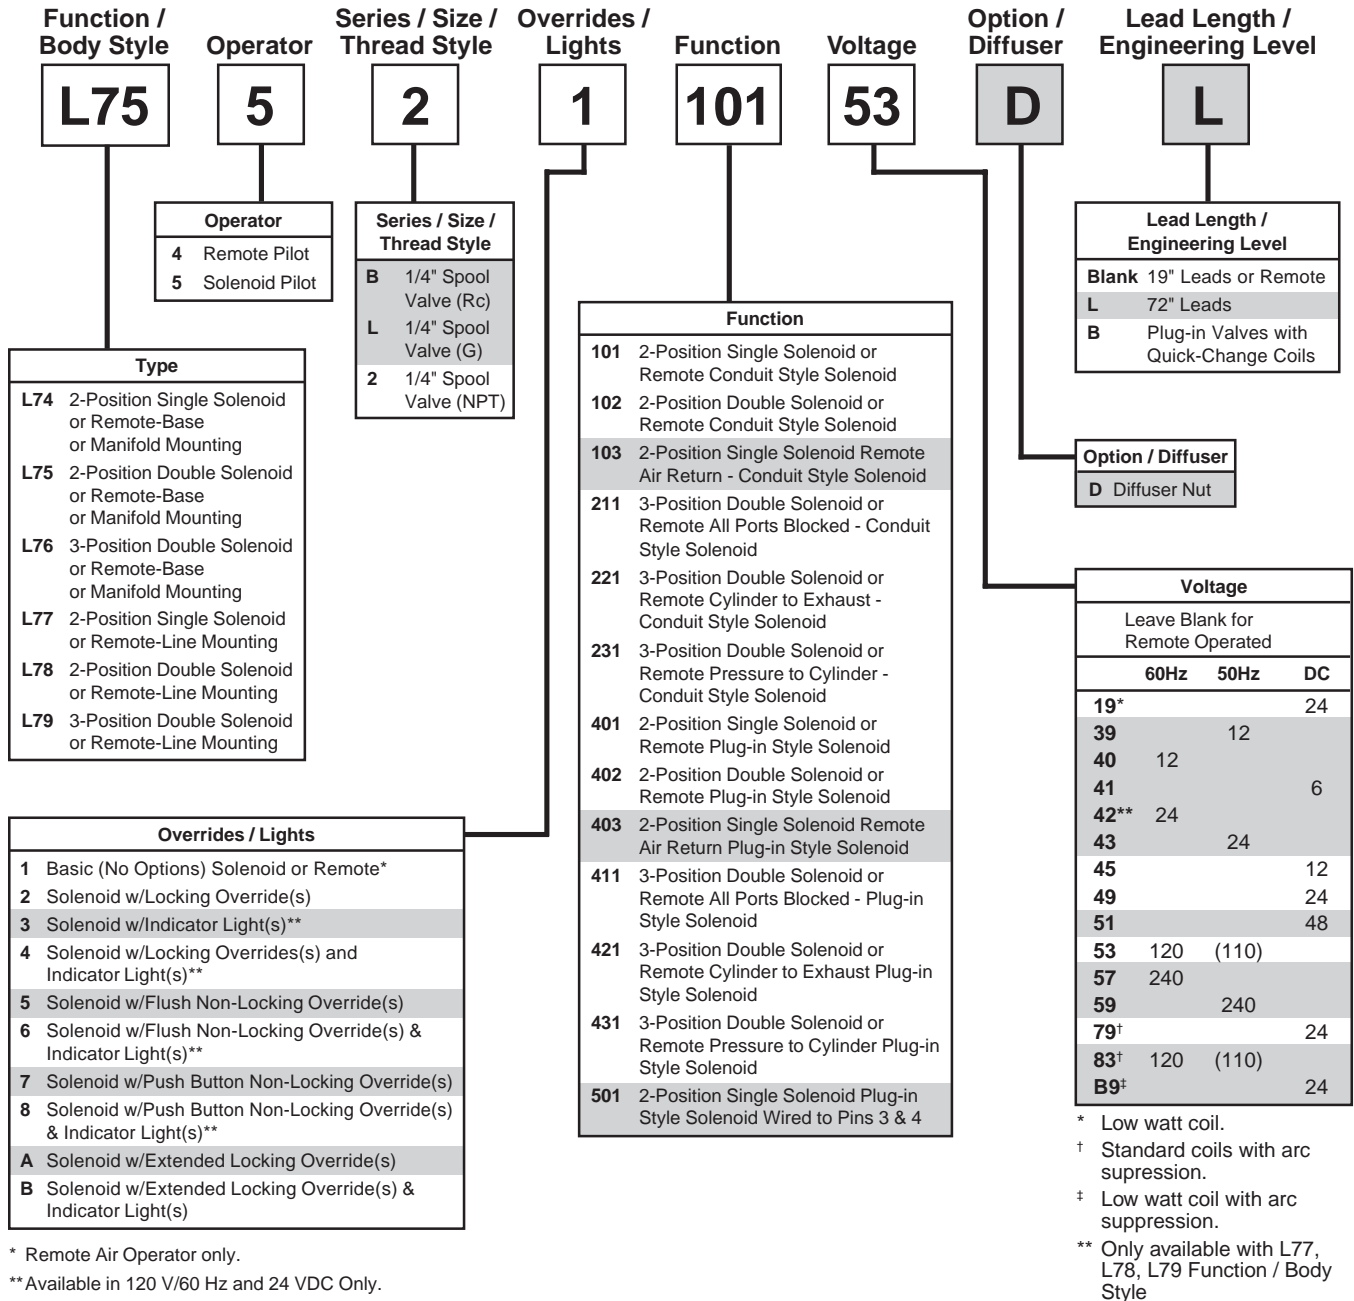 Function /
Body Style
Operator
Series / Size /
Thread Style
Overrides /
Lights
Function
Voltage
Option /
Diffuser
Lead Length /
Engineering Level
L75
5
2
1
101
53
D
L
Operator
4 Remote Pilot
5 Solenoid Pilot
Series / Size /
Thread Style
B 1/4" Spool
Valve (Rc)
L 1/4" Spool
Valve (G)
2 1/4" Spool
Valve (NPT)
Lead Length /
Engineering Level
Blank 19" Leads or Remote
L 72" Leads
B Plug-in Valves with
Quick-Change Coils
Type
L74 2-Position Single Solenoid
or Remote-Base
or Manifold Mounting
L75 2-Position Double Solenoid
or Remote-Base
or Manifold Mounting
L76 3-Position Double Solenoid
or Remote-Base
or Manifold Mounting
L77 2-Position Single Solenoid
or Remote-Line Mounting
L78 2-Position Double Solenoid
or Remote-Line Mounting
L79 3-Position Double Solenoid
or Remote-Line Mounting
Function
101 2-Position Single Solenoid or
Remote Conduit Style Solenoid
102 2-Position Double Solenoid or
Remote Conduit Style Solenoid
103 2-Position Single Solenoid Remote
Air Return - Conduit Style Solenoid
211 3-Position Double Solenoid or
Remote All Ports Blocked - Conduit
Style Solenoid
221 3-Position Double Solenoid or
Remote Cylinder to Exhaust -
Conduit Style Solenoid
231 3-Position Double Solenoid or
Remote Pressure to Cylinder -
Conduit Style Solenoid
401 2-Position Single Solenoid or
Remote Plug-in Style Solenoid
402 2-Position Double Solenoid or
Remote Plug-in Style Solenoid
403 2-Position Single Solenoid Remote
Air Return Plug-in Style Solenoid
411 3-Position Double Solenoid or
Remote All Ports Blocked - Plug-in
Style Solenoid
421 3-Position Double Solenoid or
Remote Cylinder to Exhaust Plug-in
Style Solenoid
431 3-Position Double Solenoid or
Remote Pressure to Cylinder Plug-in
Style Solenoid
501 2-Position Single Solenoid Plug-in
Style Solenoid Wired to Pins 3 & 4
Option / Diffuser
D Diffuser Nut
Voltage
Leave Blank for
Remote Operated
60Hz 50Hz DC
19* 24
39 12
40 12
41 6
42** 24
43 24
45 12
49 24
51 48
53 120 (110)
57 240
59 240
79† 24
83† 120 (110)
B9‡ 24
* Low watt coil.
† Standard coils with arc
supression.
‡ Low watt coil with arc
suppression.
** Only available with L77,
L78, L79 Function / Body
Style
Overrides / Lights
1 Basic (No Options) Solenoid or Remote*
2 Solenoid w/Locking Override(s)
3 Solenoid w/Indicator Light(s)**
4 Solenoid w/Locking Overrides(s) and
Indicator Light(s)**
5 Solenoid w/Flush Non-Locking Override(s)
6 Solenoid w/Flush Non-Locking Override(s) &
Indicator Light(s)**
7 Solenoid w/Push Button Non-Locking Override(s)
8 Solenoid w/Push Button Non-Locking Override(s)
& Indicator Light(s)**
A Solenoid w/Extended Locking Override(s)
B Solenoid w/Extended Locking Override(s) &
Indicator Light(s)
* Remote Air Operator only.
** Available in 120 V/60 Hz and 24 VDC Only.